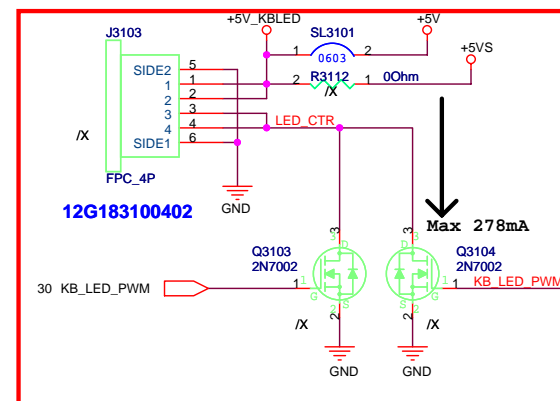 +5V_KBLED
+5V
J3103
SL3101
1
2
0603
+5VS
SIDE2 5
1 1
2 2
3 3
4 4
SIDE1 6
R3112
2
1
0Ohm
/X
LED_CTR
/X
FPC_4P
12G183100402
GND
Max 278mA
Q3103
2N7002
Q3104
2N7002
3
D
3
D
30 KB_LED_PWM
1
G
S
2
1
G
S
2
KB_LED_PWM
/X
/X
GND
GND